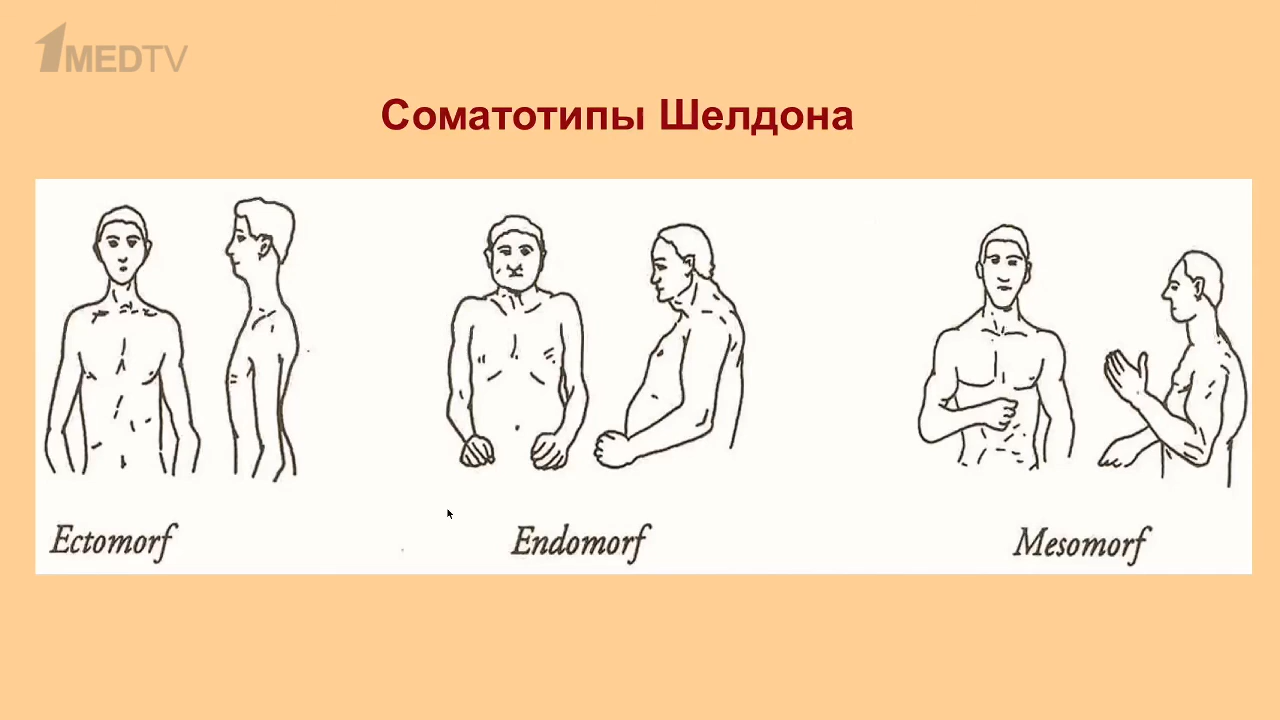 1MEDTV
Соматотипы Шелдона
Ectomorf
Endomorf
Mesomorf